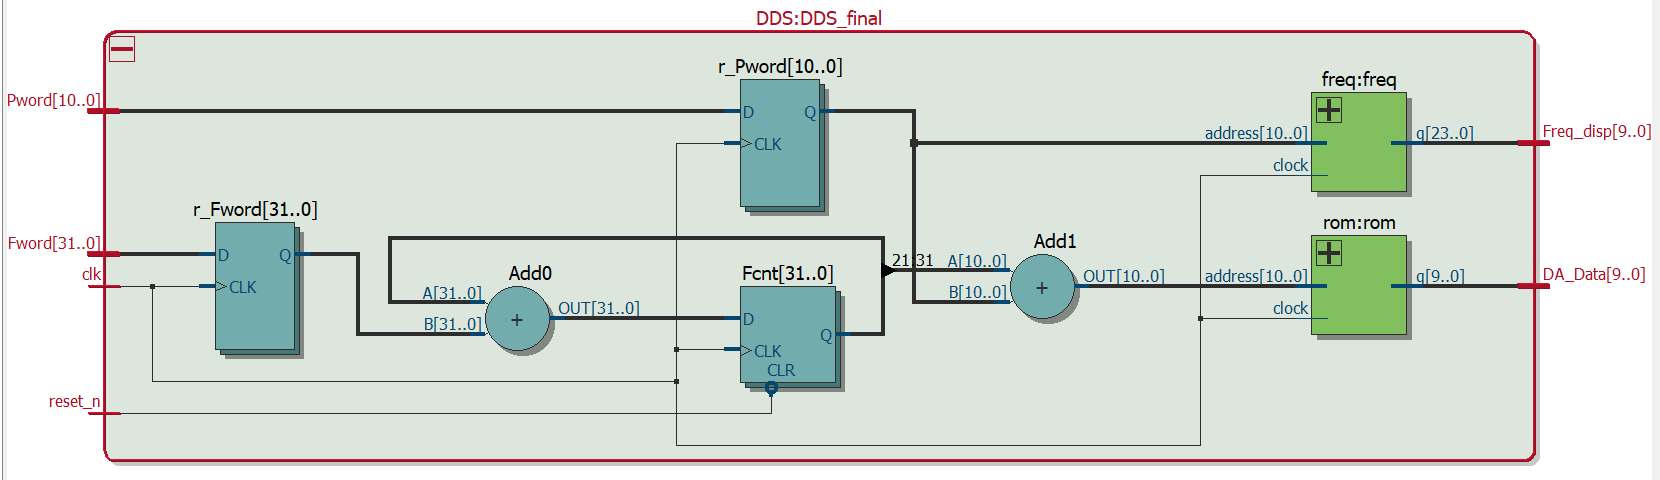 DDS:DDS_final
r_Pword[10..0]
freq:freq
Pword[10..0]
D
Q
CLK
address[10..0]
q[23..0]
Freq_disp[9..0]
clock
r_Fword[31..0]
rom:rom
Fword[31..0]
D
Q
clk
CLK
Add0
A[31..0]
B[31..0]
+
OUT[31..0]
Fcnt[31..0]
D
Q
CLK
CLR
21:31
Add1
A[10..0]
B[10..0]
+
OUT[10..0]
address[10..0]
q[9..0]
DA_Data[9..0]
clock
reset_n